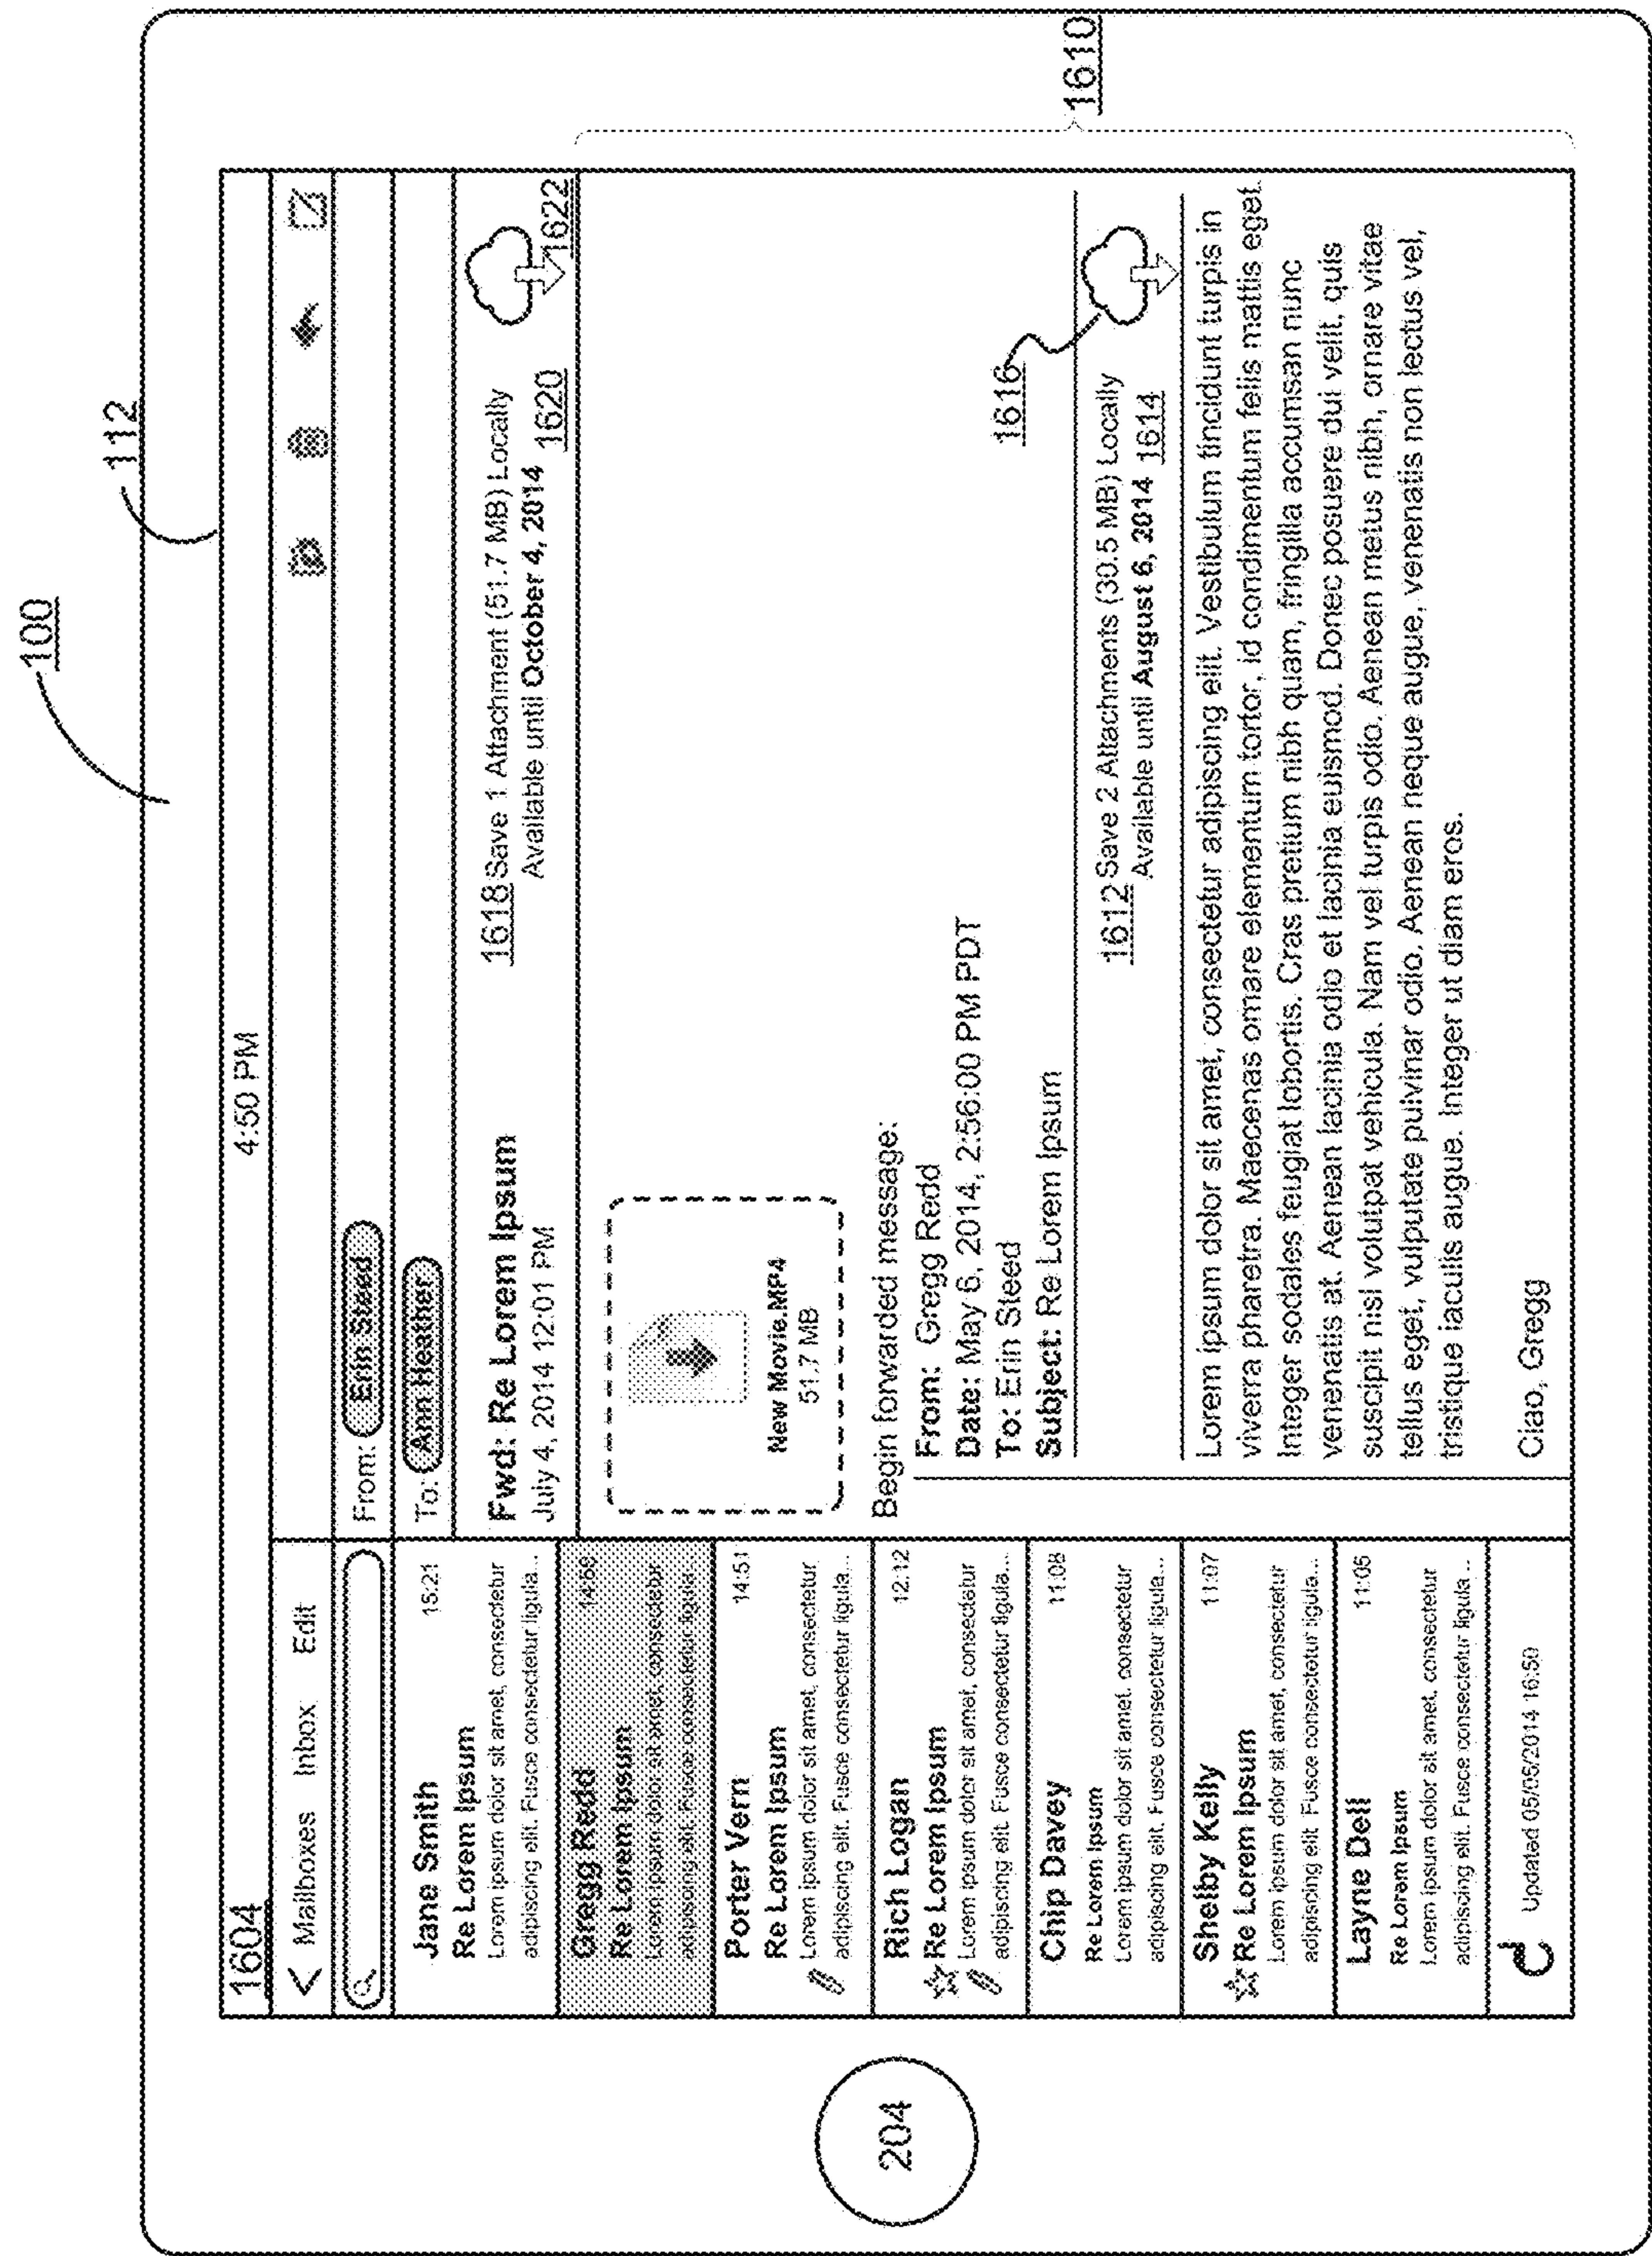 100
112
1604
4:50 PM
< Mailboxes Inbox Edit
Jane Smith 15:21
Re Lorem Ipsum
Lorem ipsum dolor sit amet, consectetur
adipiscing elit. Fusce consectetur ligula...
Gregg Redd
Re Lorem Ipsum
Lorem ipsum dolor sit amet, consectetur
adipiscing elit. Fusce consectetur ligula
Porter Vern 14:51
Re Lorem Ipsum
Lorem ipsum dolor sit amet, consectetur
adipiscing elit. Fusce consectetur ligula...
Rich Logan 12:12
Re Lorem Ipsum
Lorem ipsum dolor sit amet, consectetur
adipiscing elit. Fusce consectetur ligula...
Chip Davey 11:08
Re Lorem Ipsum
Lorem ipsum dolor sit amet, consectetur
adipiscing elit. Fusce consectetur ligula...
Shelby Kelly 11:07
Re Lorem Ipsum
Lorem ipsum dolor sit amet, consectetur
adipiscing elit. Fusce consectetur ligula...
Layne Dell 11:05
Re Lorem Ipsum
Lorem ipsum dolor sit amet, consectetur
adipiscing elit. Fusce consectetur ligula...
Updated 05/05/2014 16:50
From: Erin Steed
To: Ann Heather
Fwd: Re Lorem Ipsum
July 4, 2014 12:01 PM
1618 Save 1 Attachment (51.7 MB) Locally
Available until October 4, 2014 1620
1622
New Movie.MP4
51.7 MB
Begin forwarded message:
From: Gregg Redd
Date: May 6, 2014, 2:56:00 PM PDT
To: Erin Steed
Subject: Re Lorem Ipsum
1616
1612 Save 2 Attachments (30.5 MB) Locally
Available until August 6, 2014 1614
Lorem ipsum dolor sit amet, consectetur adipiscing elit. Vestibulum tincidunt turpis in
viverra pharetra. Maecenas ornare elementum tortor, id condimentum felis mattis eget.
Integer sodales feugiat lobortis. Cras pretium nibh quam, fringilla accumsan nunc
venenatis at. Aenean lacinia odio et lacinia euismod. Donec posuere dui velit, quis
suscipit nisl volutpat vehicula. Nam vel turpis odio. Aenean metus nibh, ornare vitae
tellus eget, vulputate pulvinar odio. Aenean neque augue, venenatis non lectus vel,
tristique iaculis augue. Integer ut diam eros.
Ciao, Gregg
1610
204